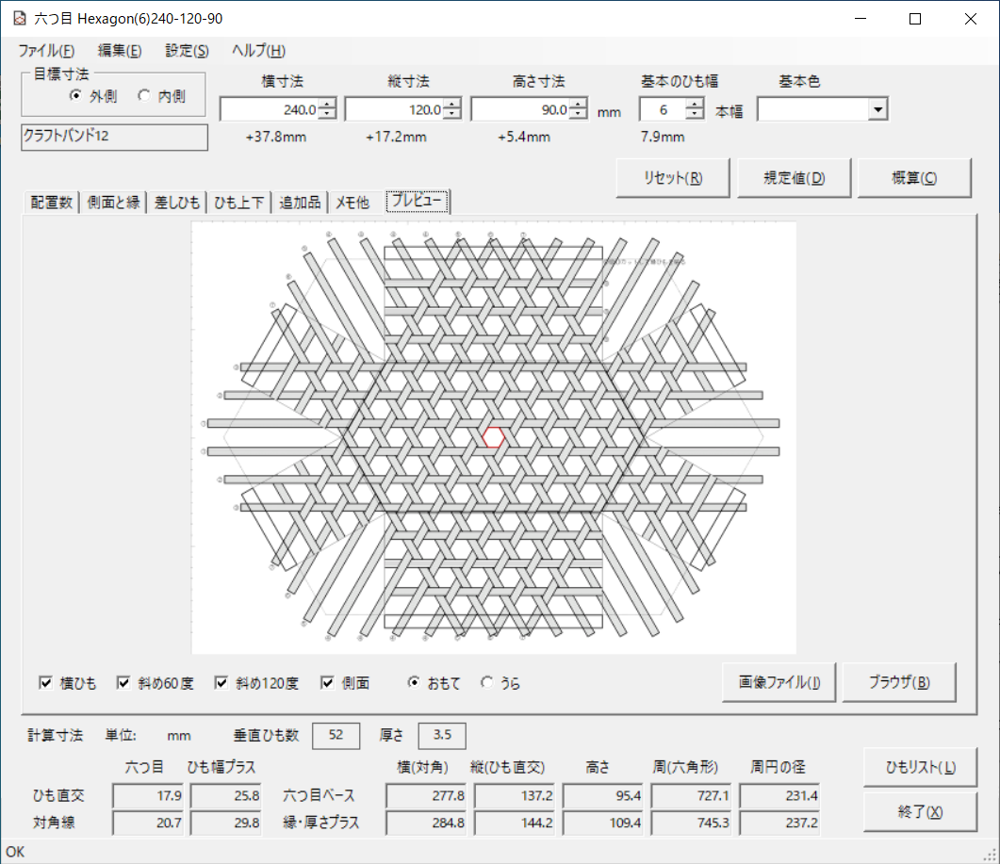 六つ目 Hexagon(6)240-120-90
ファイル(F) 編集(E) 設定(S) ヘルプ(H)
目標寸法 横寸法 縦寸法 高さ寸法 基本のひも幅 基本色
外側 内側 240.0 120.0 90.0 mm 6 本幅
クラフトバンド12 +37.8mm +17.2mm +5.4mm 7.9mm
リセット(R) 規定値(D) 概算(C)
配置数 側面と縁 差しひも ひも上下 追加品 メモ他 プレビュー
横ひも 斜め60度 斜め120度 側面 おもて うら 画像ファイル(I) ブラウザ(B)
計算寸法 単位: mm 垂直ひも数 52 厚さ 3.5
六つ目 ひも幅プラス 横(対角) 縦(ひも直交) 高さ 周(六角形) 周円の径 ひもリスト(L)
ひも直交 17.9 25.8 六つ目ベース 277.8 137.2 95.4 727.1 231.4
対角線 20.7 29.8 縁・厚さプラス 284.8 144.2 109.4 745.3 237.2 終了(X)
OK